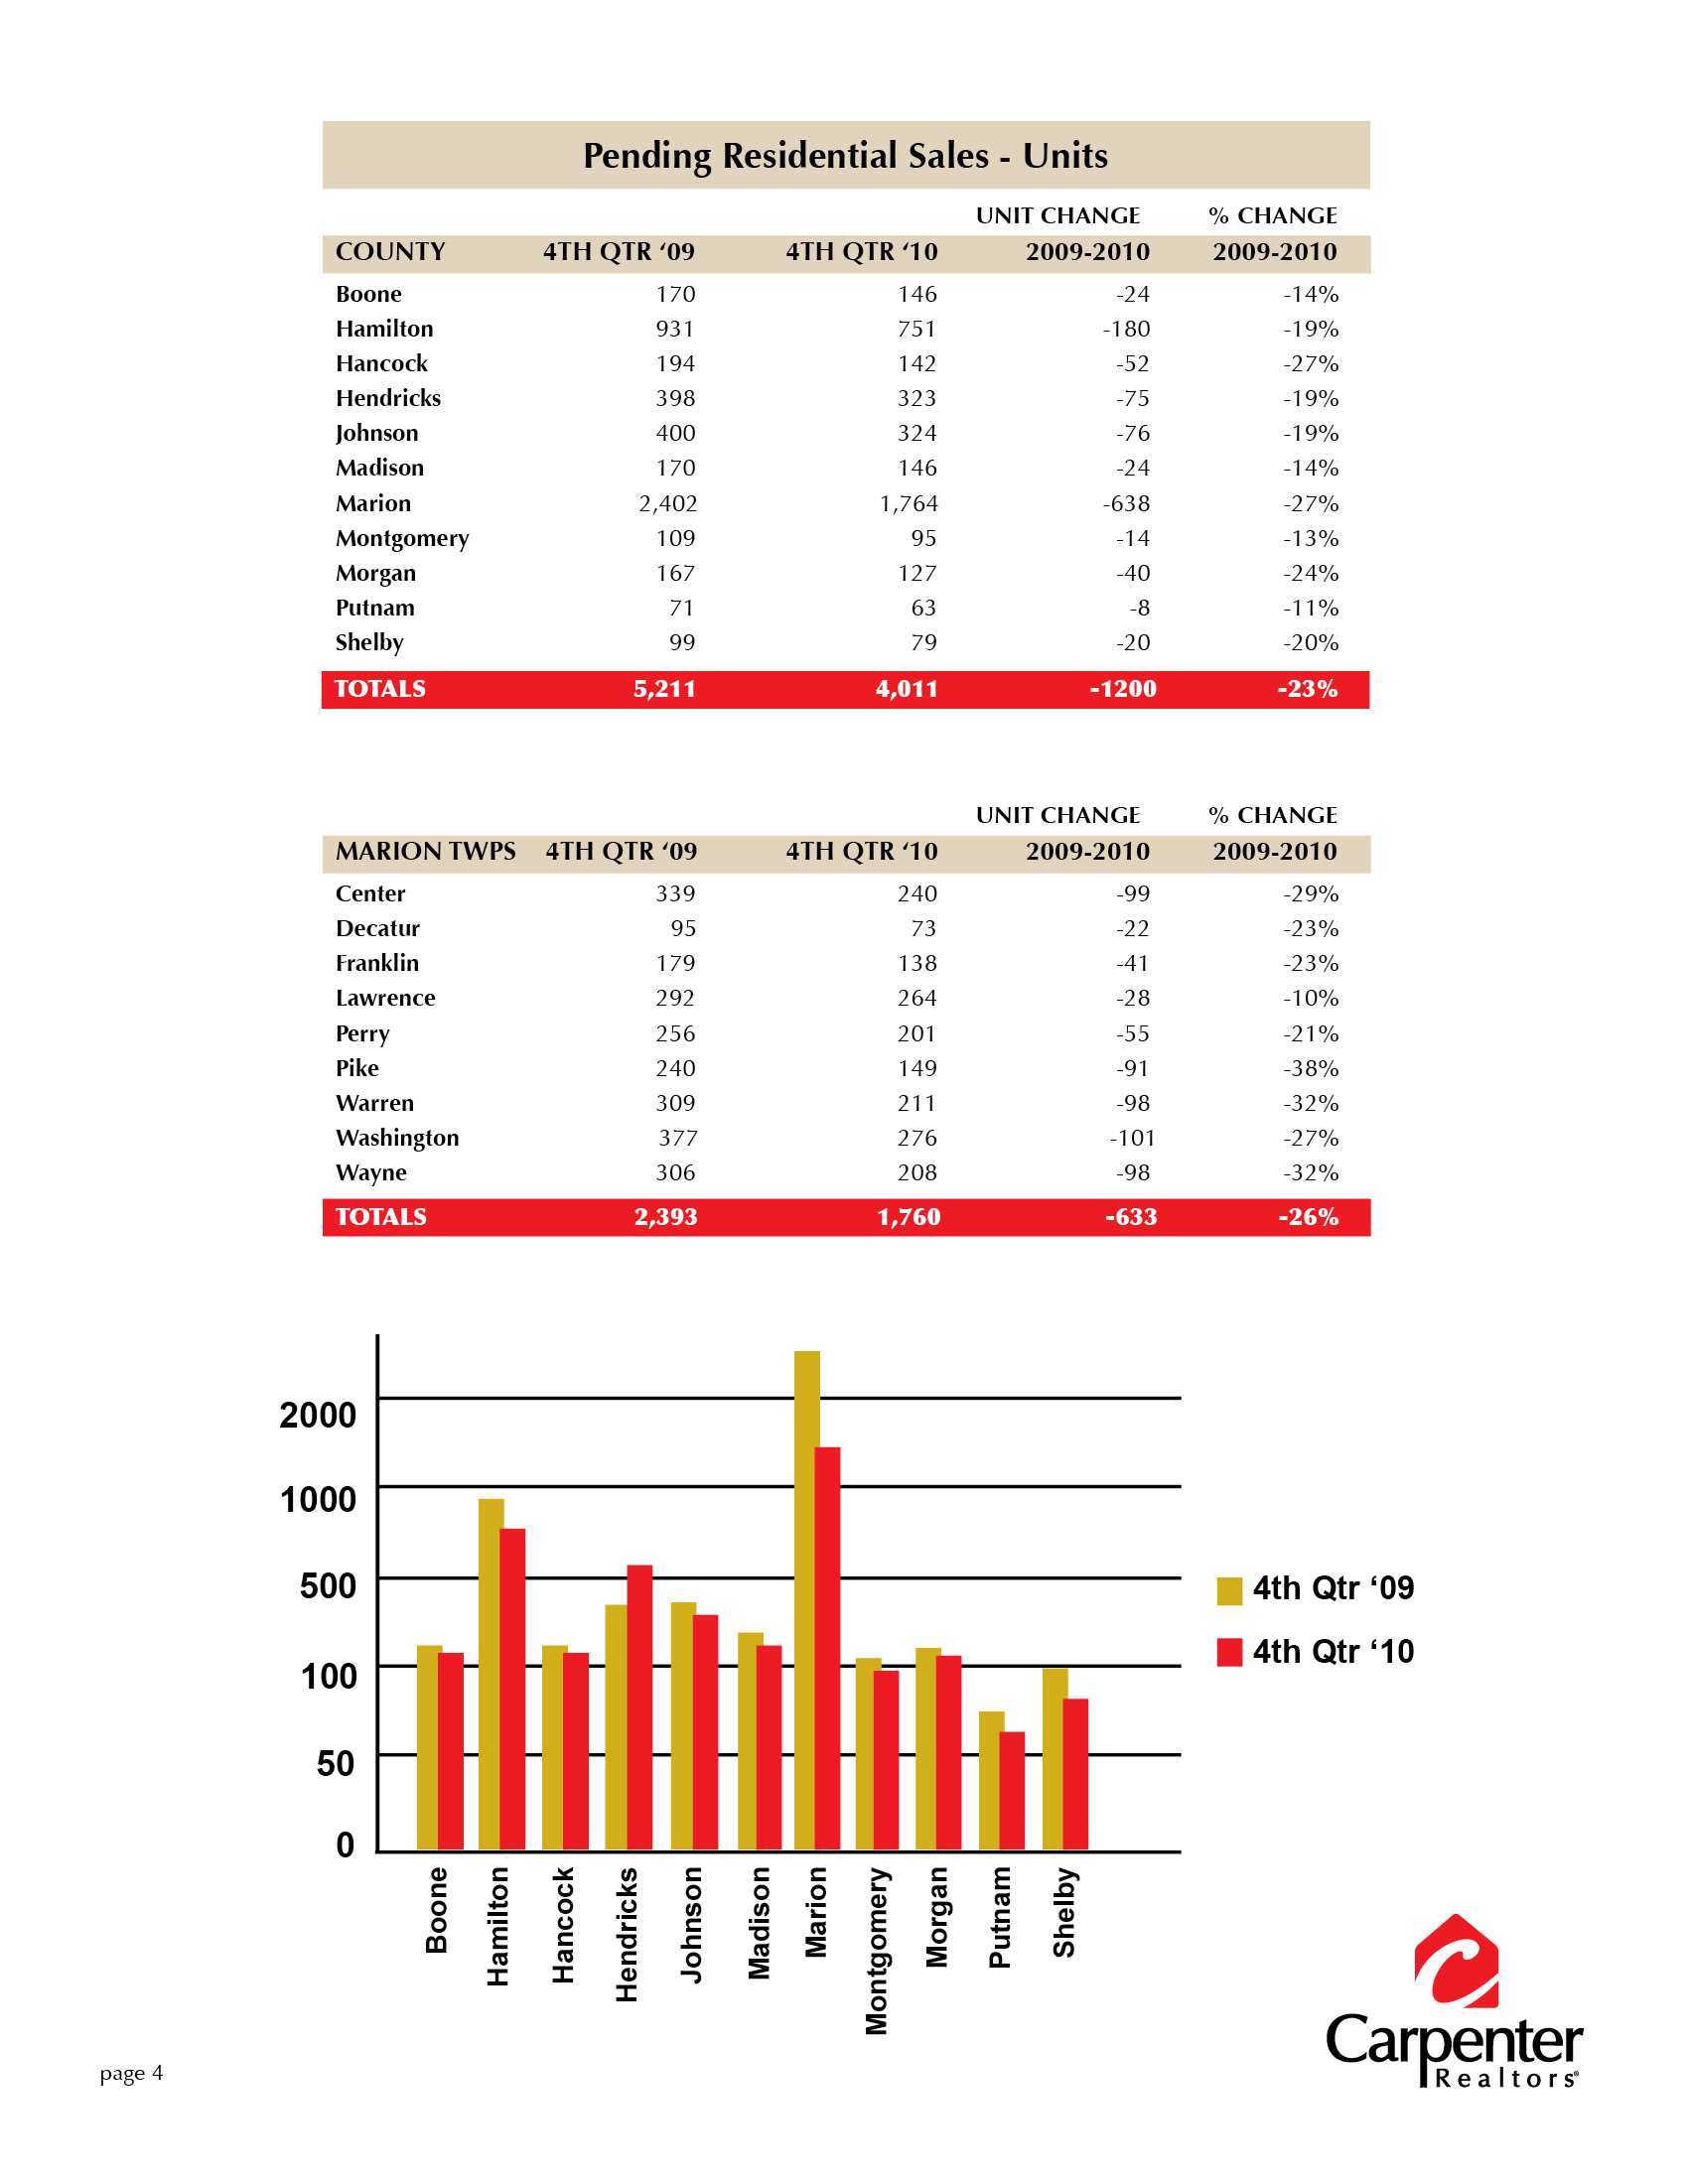 Pending Residential Sales - Units
UNIT CHANGE % CHANGE
COUNTY 4TH QTR ‘09 4TH QTR ‘10 2009-2010 2009-2010
Boone 170 146 -24 -14%
Hamilton 931 751 -180 -19%
Hancock 194 142 -52 -27%
Hendricks 398 323 -75 -19%
Johnson 400 324 -76 -19%
Madison 170 146 -24 -14%
Marion 2,402 1,764 -638 -27%
Montgomery 109 95 -14 -13%
Morgan 167 127 -40 -24%
Putnam 71 63 -8 -11%
Shelby 99 79 -20 -20%
TOTALS 5,211 4,011 -1200 -23%
UNIT CHANGE % CHANGE
MARION TWPS 4TH QTR ‘09 4TH QTR ‘10 2009-2010 2009-2010
Center 339 240 -99 -29%
Decatur 95 73 -22 -23%
Franklin 179 138 -41 -23%
Lawrence 292 264 -28 -10%
Perry 256 201 -55 -21%
Pike 240 149 -91 -38%
Warren 309 211 -98 -32%
Washington 377 276 -101 -27%
Wayne 306 208 -98 -32%
TOTALS 2,393 1,760 -633 -26%
2000
1000
500
100
50
0
Boone
Hamilton
Hancock
Hendricks
Johnson
Madison
Marion
Montgomery
Morgan
Putnam
Shelby
4th Qtr ‘09
4th Qtr ‘10
Carpenter
Realtors®
page 4